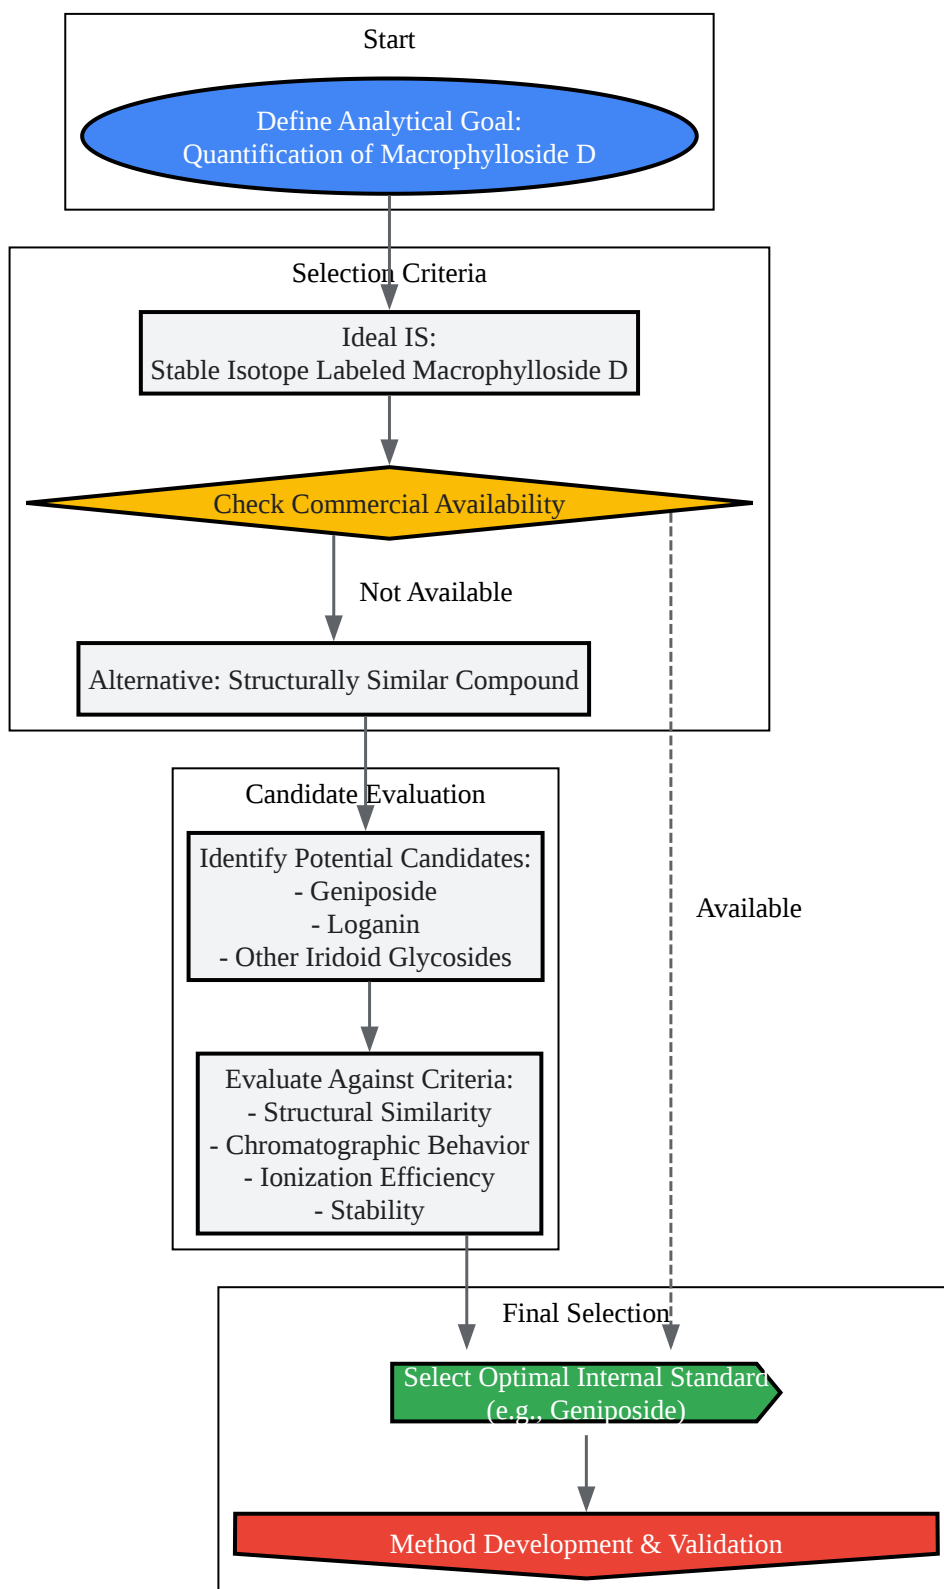 Start
Define Analytical Goal:
Quantification of Macrophylloside D
Selection Criteria
Ideal IS:
Stable Isotope Labeled Macrophylloside D
Check Commercial Availability
Not Available
Alternative: Structurally Similar Compound
Candidate Evaluation
Identify Potential Candidates:
- Geniposide
- Loganin
- Other Iridoid Glycosides
Available
Evaluate Against Criteria:
- Structural Similarity
- Chromatographic Behavior
- Ionization Efficiency
- Stability
Final Selection
Select Optimal Internal Standard
(e.g., Geniposide)
Method Development & Validation